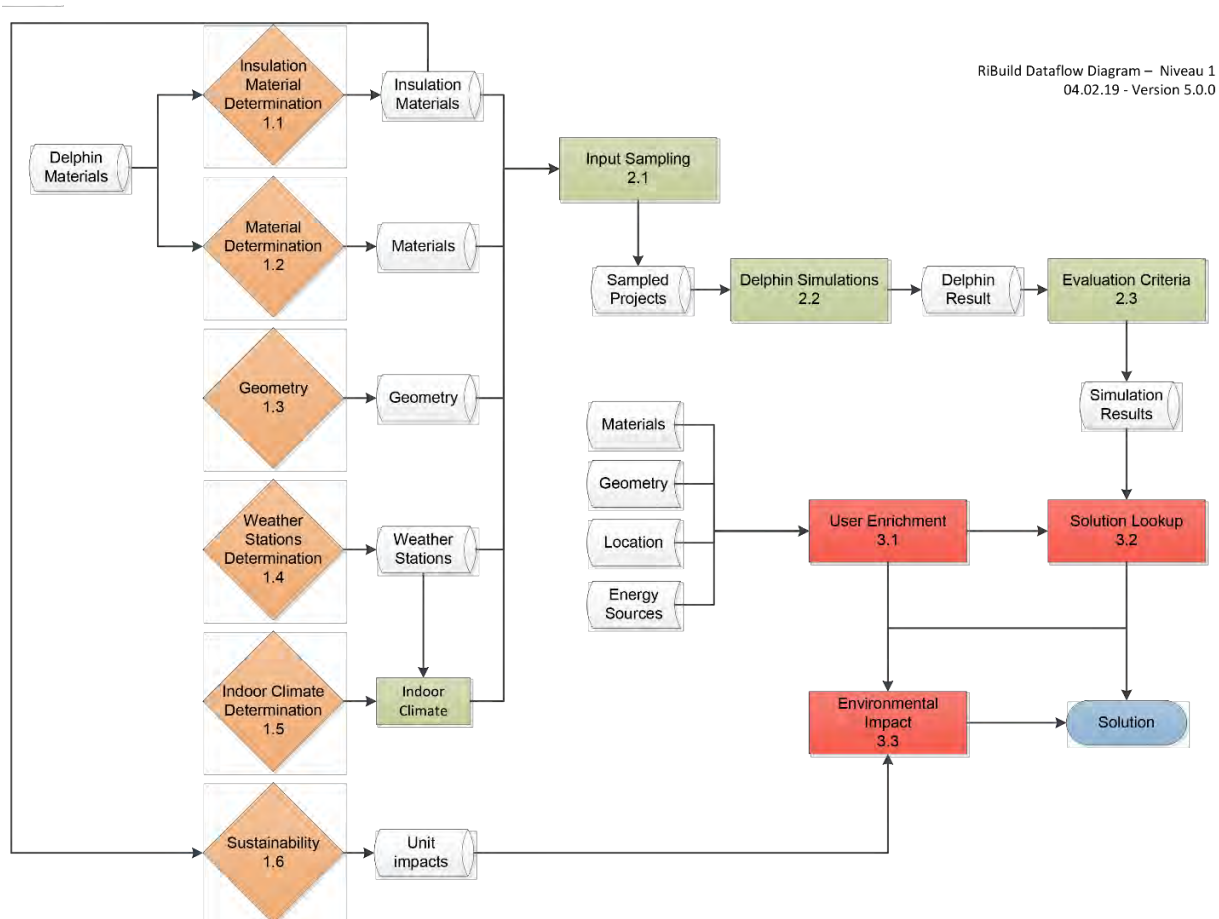 RiBuild Dataflow Diagram – Niveau 1
04.02.19 - Version 5.0.0
Insulation
Material
Determination
1.1
Insulation
Materials
Delphin
Materials
Input Sampling
2.1
Material
Determination
1.2
Materials
Sampled
Projects
Delphin Simulations
2.2
Delphin
Result
Evaluation Criteria
2.3
Geometry
1.3
Geometry
Simulation
Results
Materials
Geometry
Location
Energy
Sources
Weather
Stations
Determination
1.4
Weather
Stations
User Enrichment
3.1
Solution Lookup
3.2
Indoor Climate
Determination
1.5
Indoor
Climate
Environmental
Impact
3.3
Solution
Sustainability
1.6
Unit
impacts